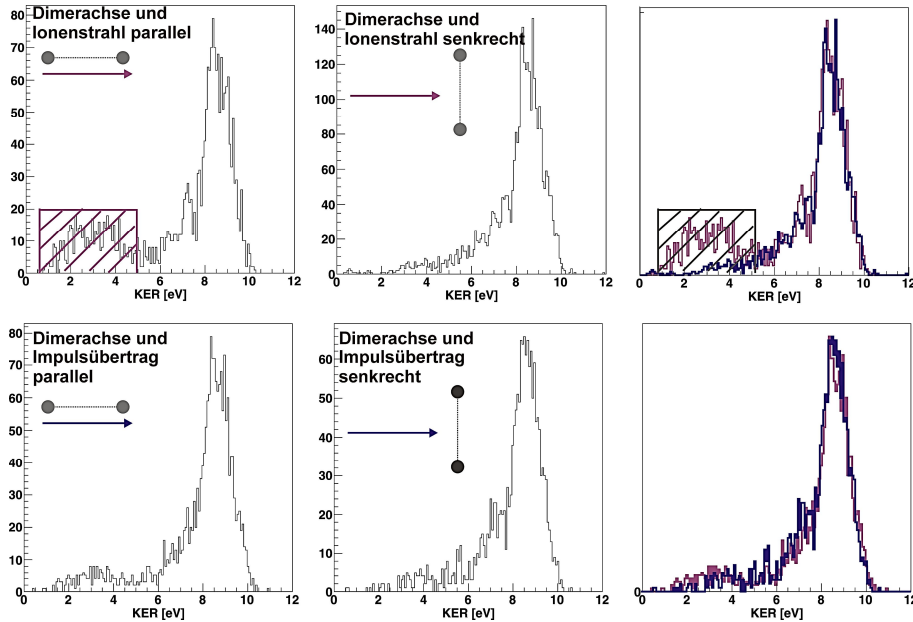 Dimerachse und
Ionenstrahl parallel
80
70
60
50
40
30
20
10
0
0 2 4 6 8 10 12
KER [eV]
Dimerachse und
Ionenstrahl senkrecht
140
120
100
80
60
40
20
0
0 2 4 6 8 10 12
KER [eV]
0
0 2 4 6 8 10 12
KER [eV]
Dimerachse und
Impulsübertrag
parallel
80
70
60
50
40
30
20
10
0
0 2 4 6 8 10 12
KER [eV]
Dimerachse und
Impulsübertrag
senkrecht
60
50
40
30
20
10
0
0 2 4 6 8 10 12
KER [eV]
0
0 2 4 6 8 10 12
KER [eV]